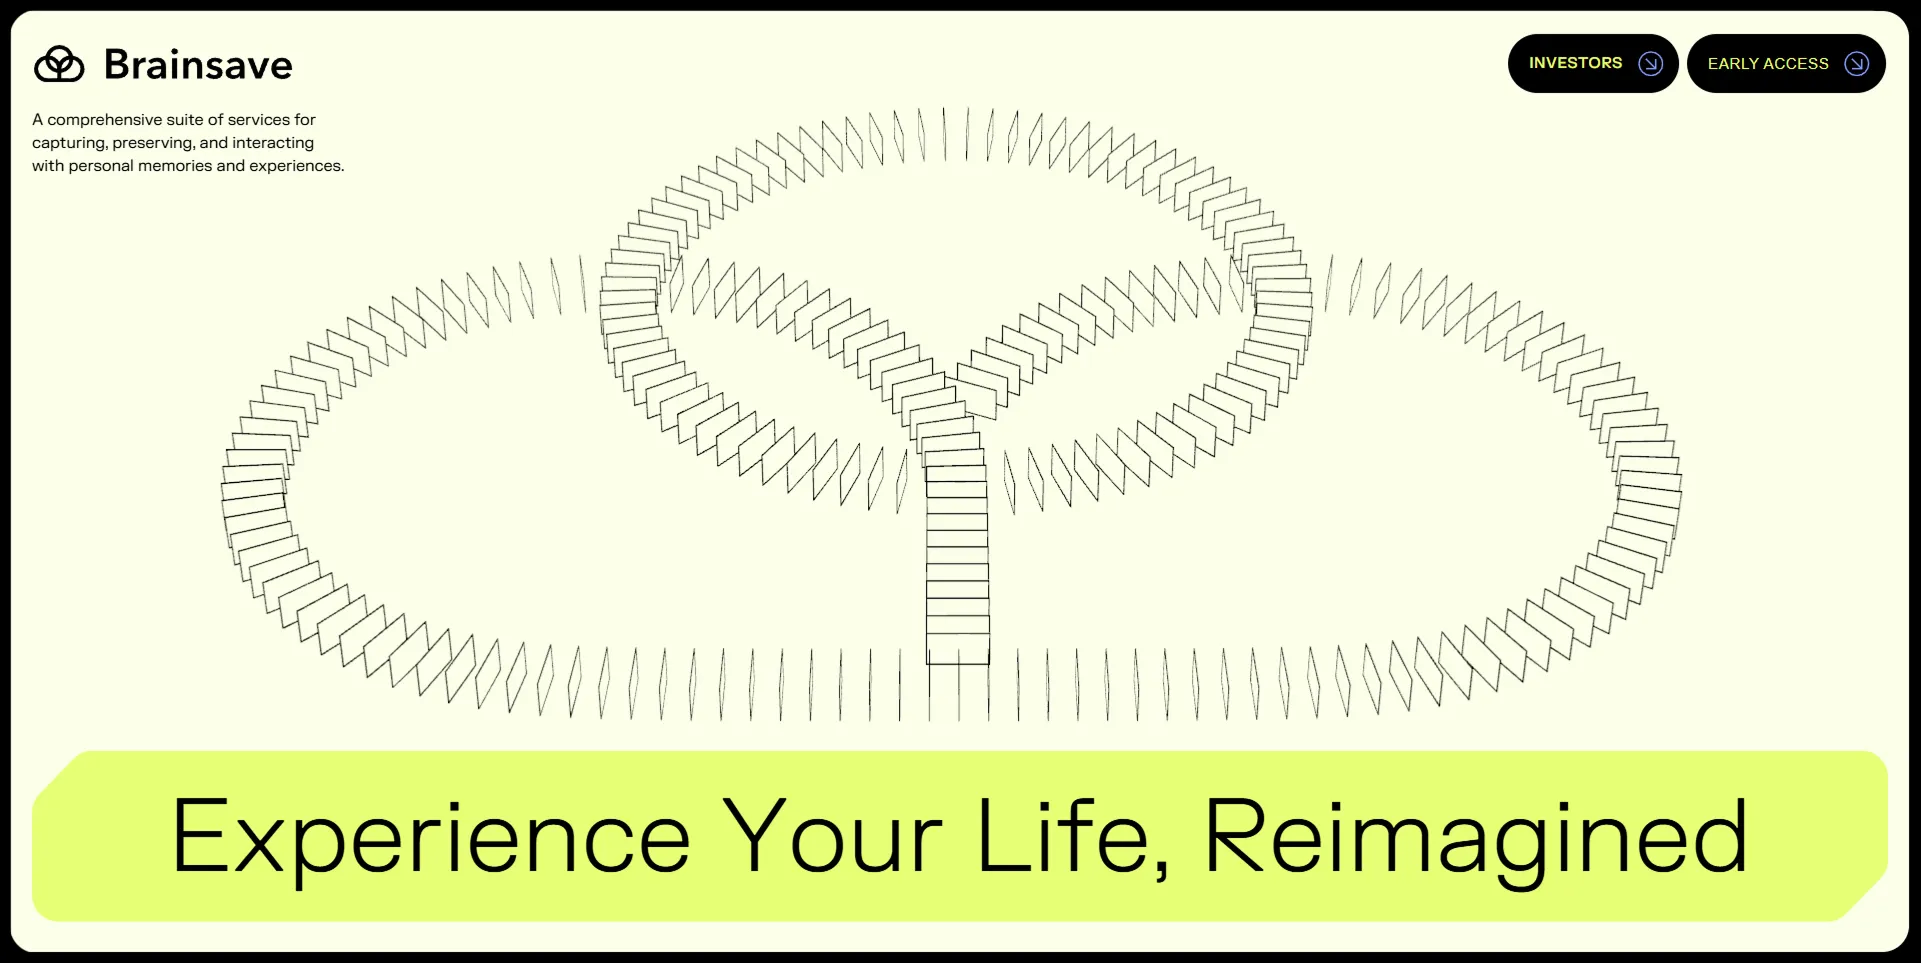 Brainsave
A comprehensive suite of services for
capturing, preserving, and interacting
with personal memories and experiences.
INVESTORS
EARLY ACCESS
Experience Your Life, Reimagined